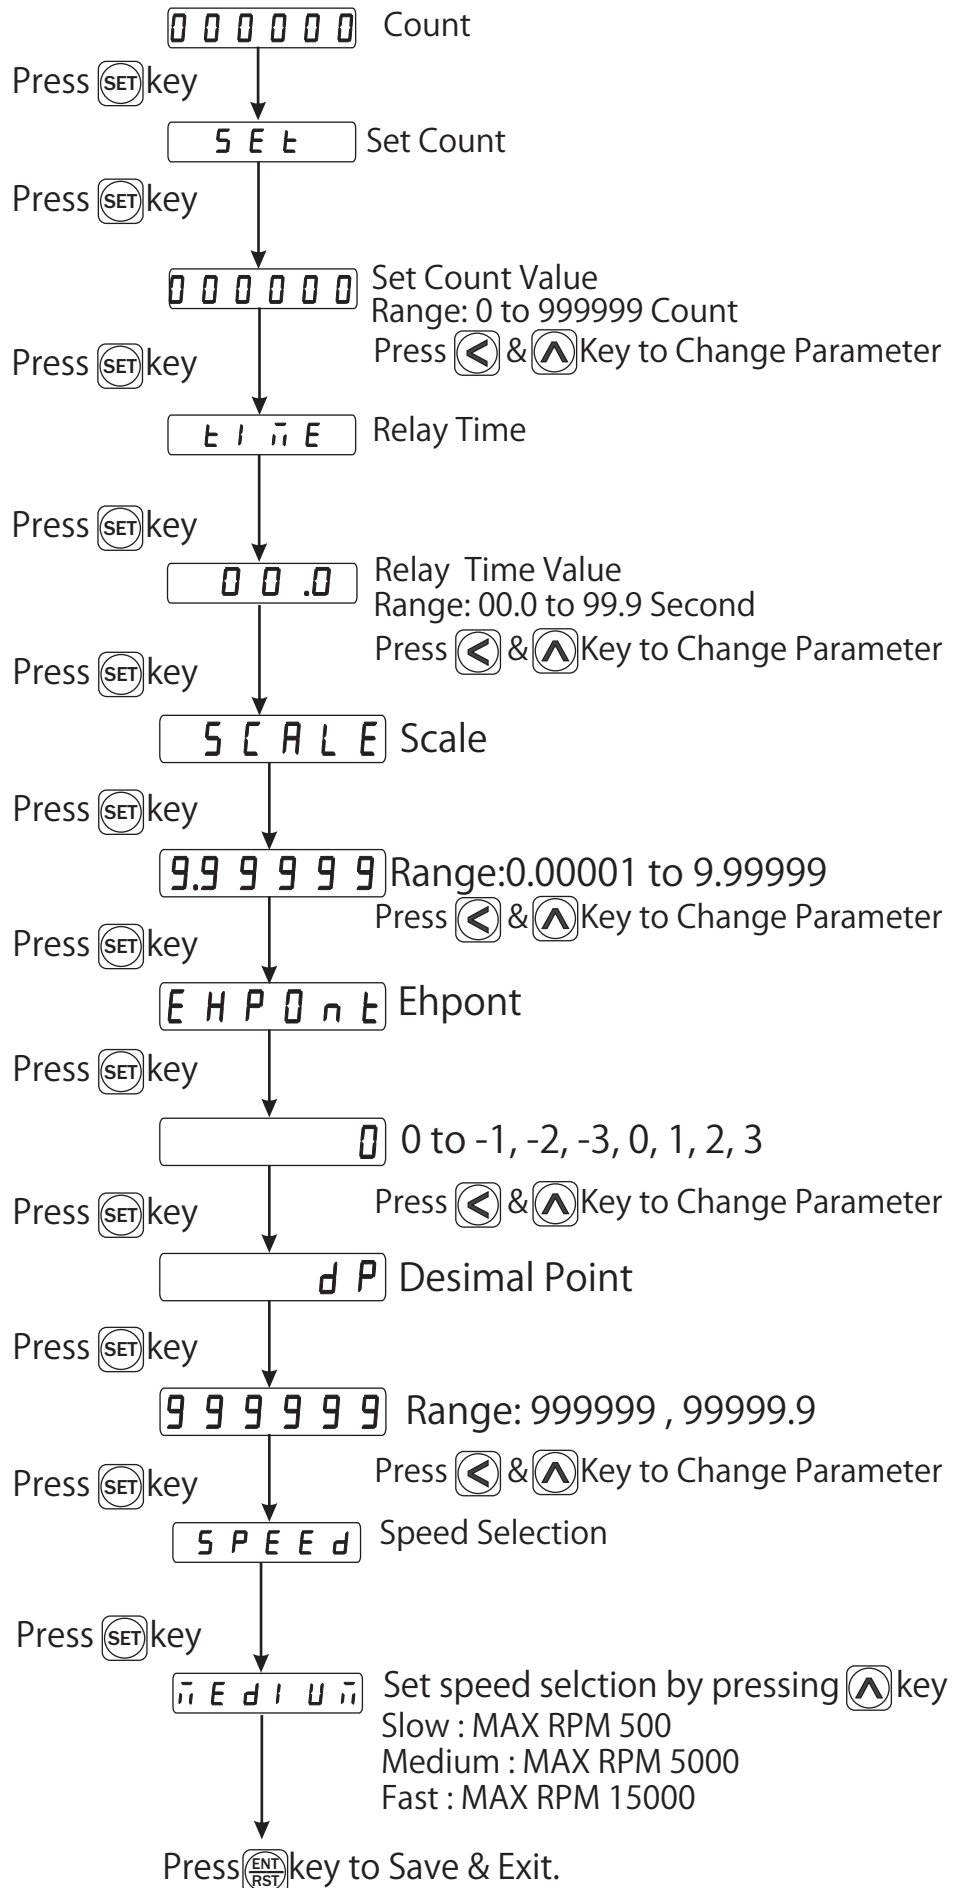 000000 Count
Press SET key
SEt Set Count
Press SET key
000000 Set Count Value
Range: 0 to 999999 Count
Press < & ∧ Key to Change Parameter
Press SET key
tIME Relay Time
Press SET key
00.0 Relay Time Value
Range: 00.0 to 99.9 Second
Press < & ∧ Key to Change Parameter
Press SET key
SCALE Scale
Press SET key
9.99999 Range:0.00001 to 9.99999
Press < & ∧ Key to Change Parameter
Press SET key
EHPOnt Ehpont
Press SET key
0 0 to -1, -2, -3, 0, 1, 2, 3
Press < & ∧ Key to Change Parameter
Press SET key
dP Desimal Point
Press SET key
999999 Range: 999999 , 99999.9
Press < & ∧ Key to Change Parameter
Press SET key
SPEEd Speed Selection
Press SET key
MEdIUM Set speed selction by pressing ∧ key
Slow : MAX RPM 500
Medium : MAX RPM 5000
Fast : MAX RPM 15000
Press ENT RST key to Save & Exit.